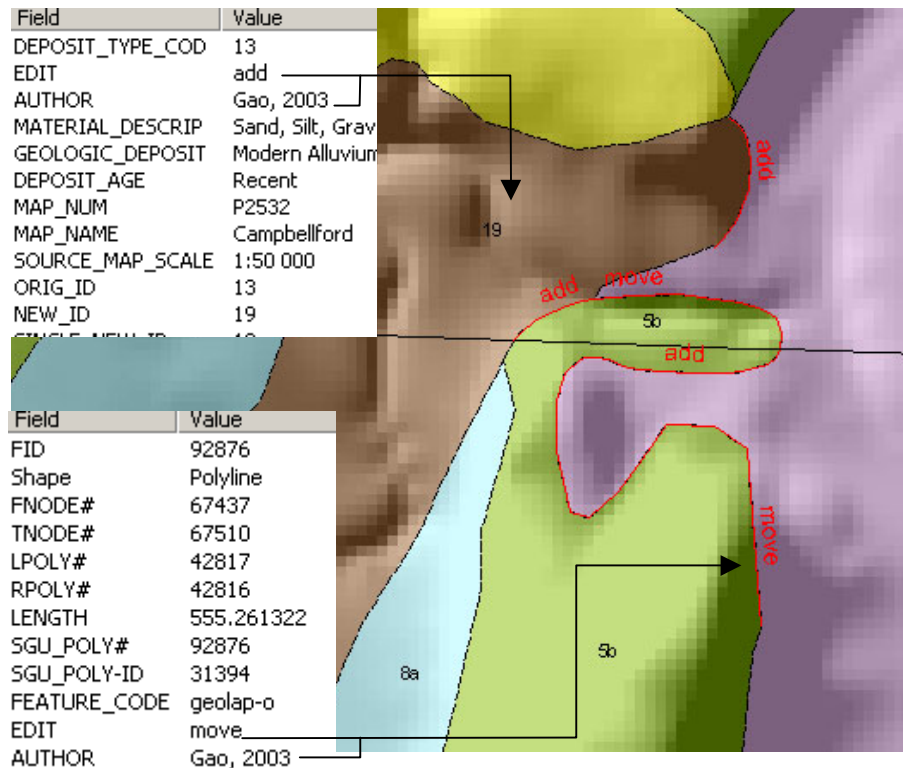 Field Value
DEPOSIT_TYPE_COD 13
EDIT add
AUTHOR Gao, 2003
MATERIAL_DESCRIP Sand, Silt, Grav
GEOLOGIC_DEPOSIT Modern Alluvium
DEPOSIT_AGE Recent
MAP_NUM P2532
MAP_NAME Campbellford
SOURCE_MAP_SCALE 1:50 000
ORIG_ID 13
NEW_ID 19
add
19
add move
5b
add
Field Value
FID 92876
Shape Polyline
FNODE# 67437
TNODE# 67510
LPOLY# 42817
RPOLY# 42816
LENGTH 555.261322
SGU_POLY# 92876
SGU_POLY-ID 31394
FEATURE_CODE geolap-o
EDIT move
AUTHOR Gao, 2003
move
5b
8a